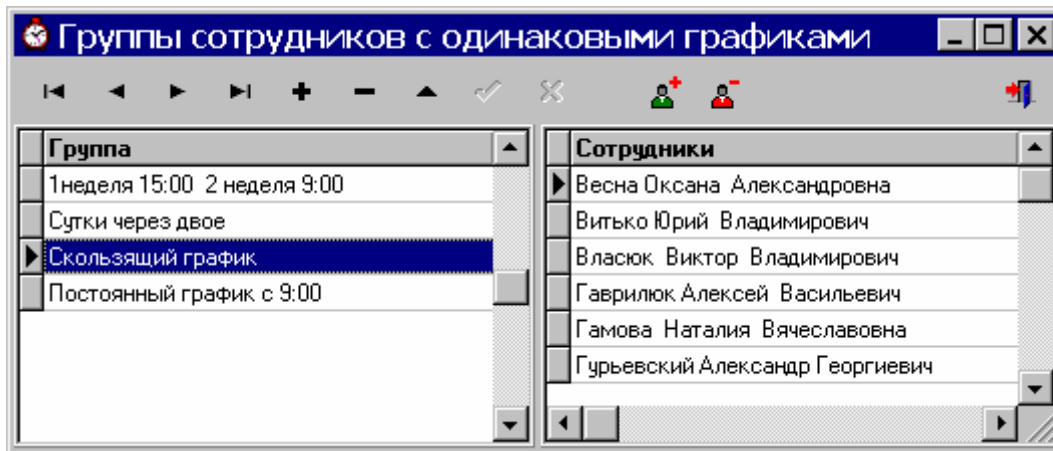 Группы сотрудников с одинаковыми графиками
Группа
1неделя 15:00 2 неделя 9:00
Сутки через двое
Скользящий график
Постоянный график с 9:00
Сотрудники
Весна Оксана Александровна
Витько Юрий Владимирович
Власюк Виктор Владимирович
Гаврилюк Алексей Васильевич
Гамова Наталия Вячеславовна
Гурьевский Александр Георгиевич